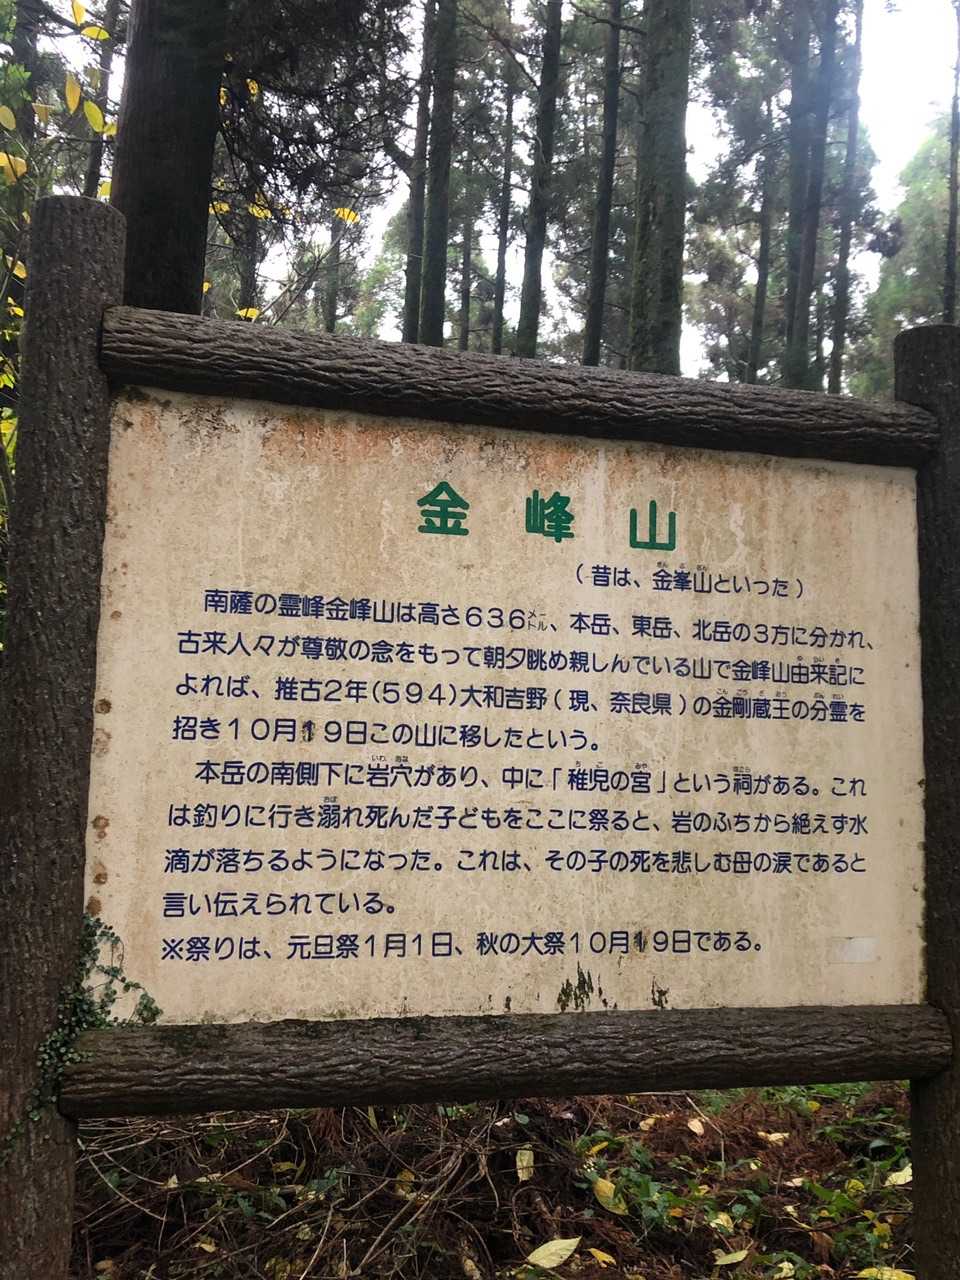 金峰山
（昔は、金峯山といった）
南薩の霊峰金峰山は高さ636メートル、本岳、東岳、北岳の3方に分かれ、
古来人々が尊敬の念をもって朝夕眺め親しんでいる山で金峰山由来記に
よれば、推古2年(594)大和吉野(現、奈良県)の金剛蔵王の分霊を
招き10月19日この山に移したという。
本岳の南側下に岩穴があり、中に「稚児の宮」という祠がある。これ
は釣りに行き溺れ死んだ子どもをここに祭ると、岩のふちから絶えず水
滴が落ちるようになった。これは、その子の死を悲しむ母の涙であると
言い伝えられている。
※祭りは、元旦祭1月1日、秋の大祭10月19日である。